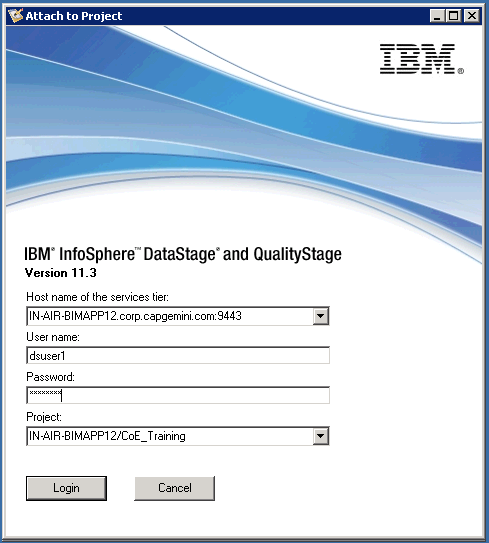 Attach to Project
IBM®
IBM® InfoSphere™ DataStage® and QualityStage
Version 11.3
Host name of the services tier:
IN-AIR-BIMAPP12.corp.capgemini.com:9443
User name:
dsuser1
Password:
********
Project:
IN-AIR-BIMAPP12/CoE_Training
Login
Cancel